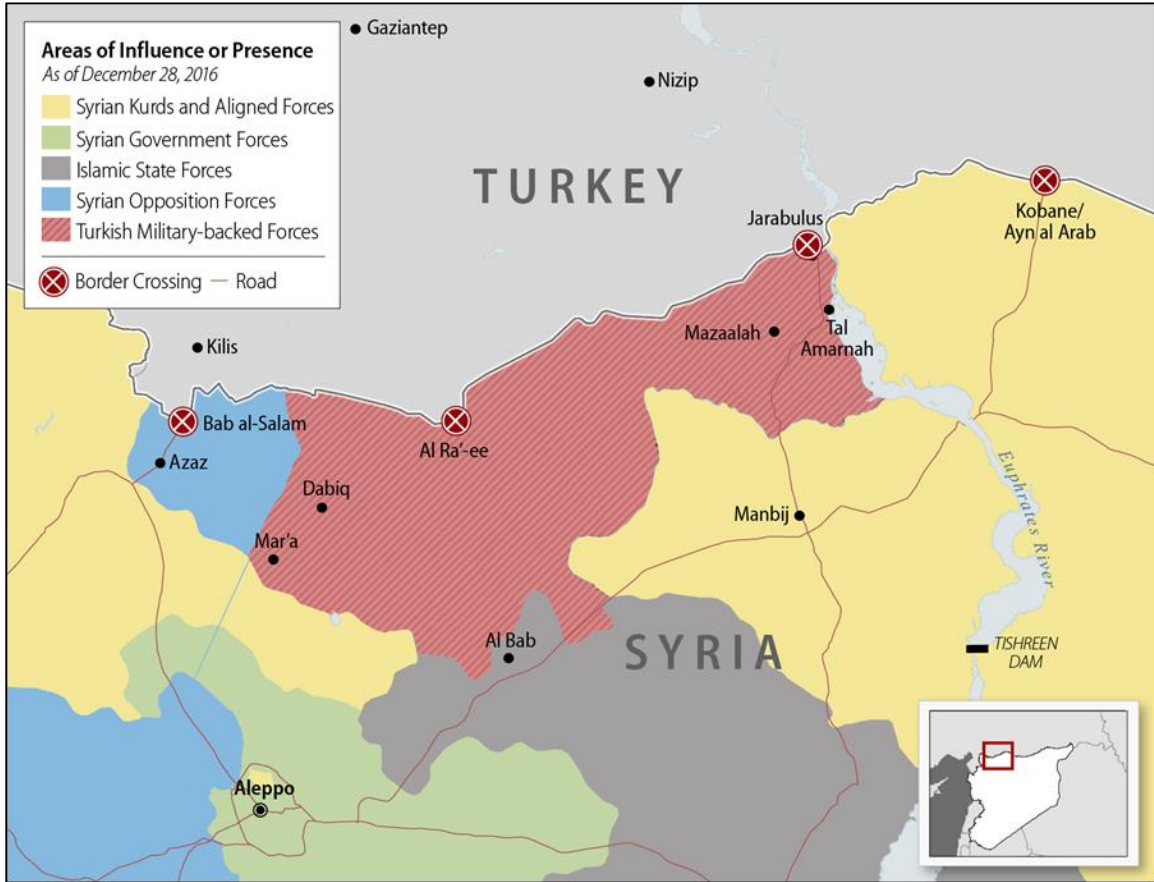 Areas of Influence or Presence
As of December 28, 2016
Syrian Kurds and Aligned Forces
Syrian Government Forces
Islamic State Forces
Syrian Opposition Forces
Turkish Military-backed Forces
Border Crossing
Road
Gaziantep
Nizip
TURKEY
Jarabulus
Kobane/
Ayn al Arab
Kilis
Mazaalah
Tal
Amarnah
Bab al-Salam
Al Ra'-ee
Azaz
Dabiq
Manbij
Euphrates River
Mar'a
Al Bab
SYRIA
TISHREEN
DAM
Aleppo